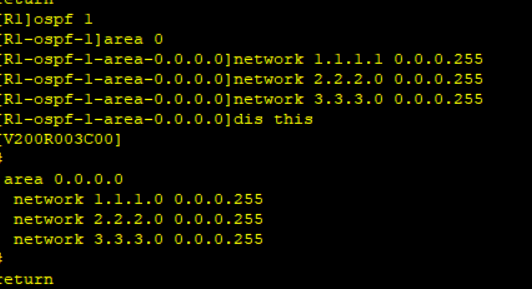 return
[R1]ospf 1
[R1-ospf-1]area 0
[R1-ospf-1-area-0.0.0.0]network 1.1.1.1 0.0.0.255
[R1-ospf-1-area-0.0.0.0]network 2.2.2.0 0.0.0.255
[R1-ospf-1-area-0.0.0.0]network 3.3.3.0 0.0.0.255
[R1-ospf-1-area-0.0.0.0]dis this
[V200R003C00]
#
area 0.0.0.0
network 1.1.1.0 0.0.0.255
network 2.2.2.0 0.0.0.255
network 3.3.3.0 0.0.0.255
#
return